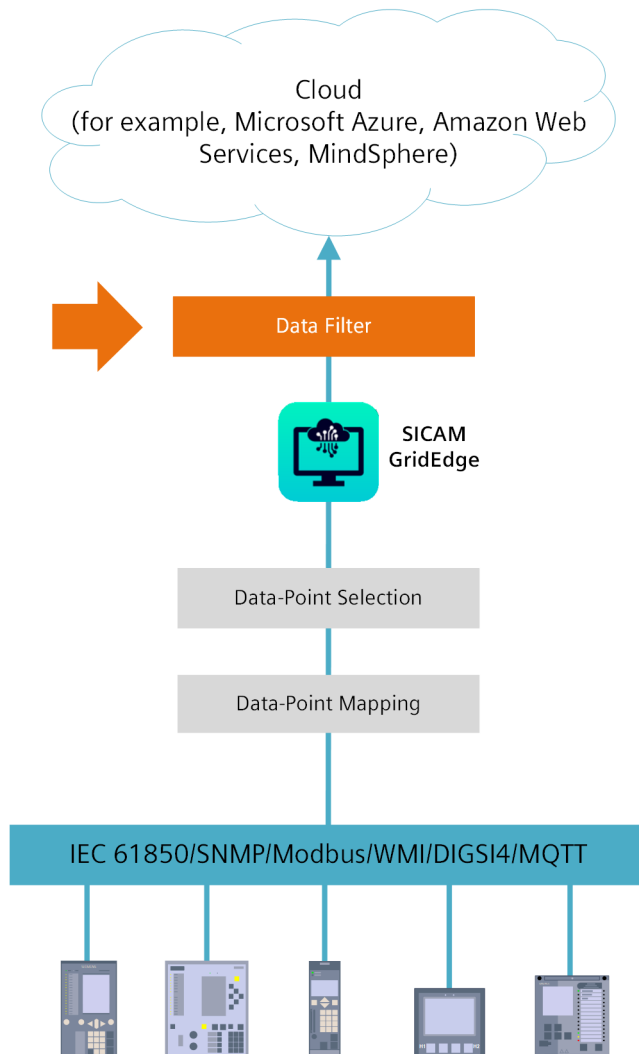 Cloud
(for example, Microsoft Azure, Amazon Web
Services, MindSphere)
Data Filter
SICAM
GridEdge
Data-Point Selection
Data-Point Mapping
IEC 61850/SNMP/Modbus/WMI/DIGSI4/MQTT